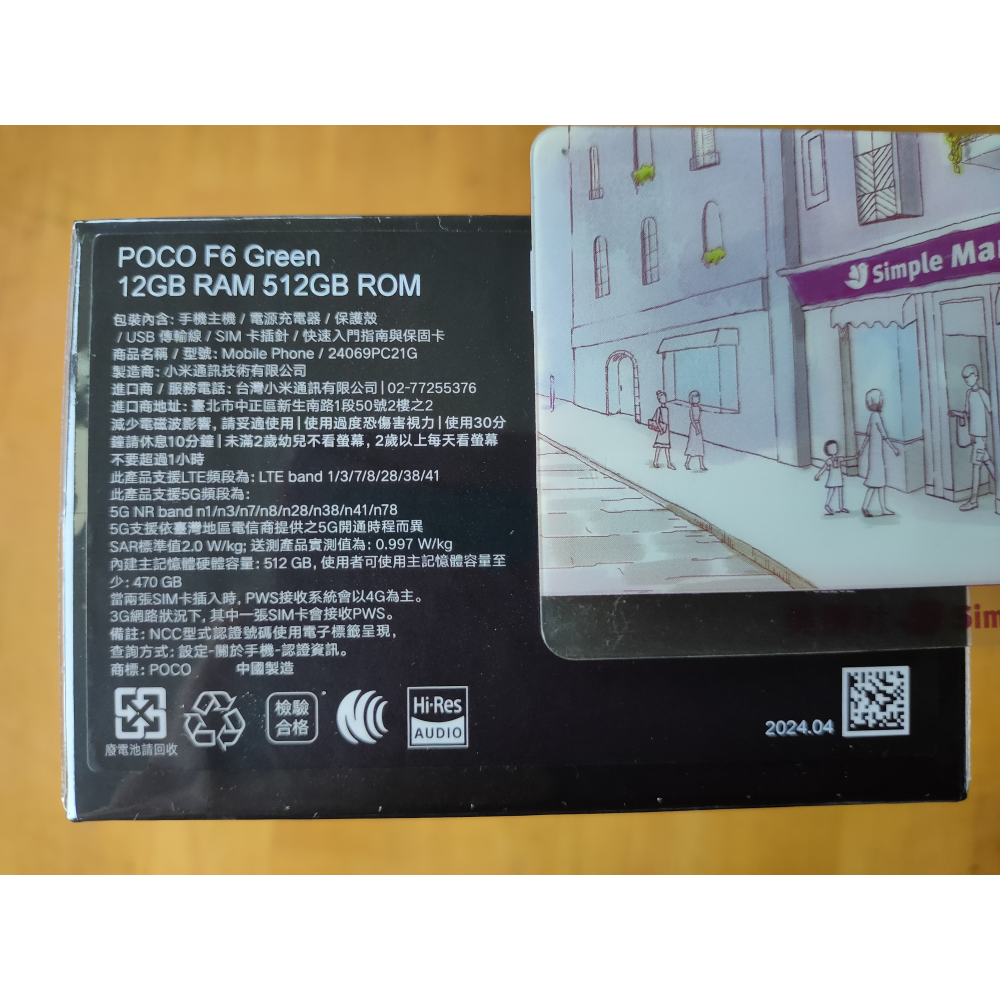 POCO F6 Green
12GB RAM 512GB ROM
包裝內含: 手機主機 / 電源充電器 / 保護殼
/ USB 傳輸線 / SIM 卡插針 / 快速入門指南與保固卡
商品名稱 / 型號: Mobile Phone / 24069PC21G
製造商: 小米通訊技術有限公司
進口商 / 服務電話: 台灣小米通訊有限公司 | 02-77255376
進口商地址: 臺北市中正區新生南路1段50號2樓之2
減少電磁波影響, 請妥適使用 | 使用過度恐傷害視力 | 使用30分
鐘請休息10分鐘 | 未滿2歲幼兒不看螢幕, 2歲以上每天看螢幕
不要超過1小時
此產品支援LTE頻段為: LTE band 1/3/7/8/28/38/41
此產品支援5G頻段為:
5G NR band n1/n3/n7/n8/n28/n38/n41/n78
5G支援依臺灣地區電信商提供之5G開通時程而異
SAR標準值2.0 W/kg; 送測產品實測值為: 0.997 W/kg
內建主記憶體硬體容量: 512 GB, 使用者可使用主記憶體容量至
少: 470 GB
當兩張SIM卡插入時, PWS接收系統會以4G為主。
3G網路狀況下, 其中一張SIM卡會接收PWS。
備註: NCC型式認證號碼使用電子標籤呈現,
查詢方式: 設定-關於手機-認證資訊。
商標: POCO 中國製造
廢電池請回收
檢驗
合格
Hi-Res
AUDIO
2024.04
Simple Ma
Sim